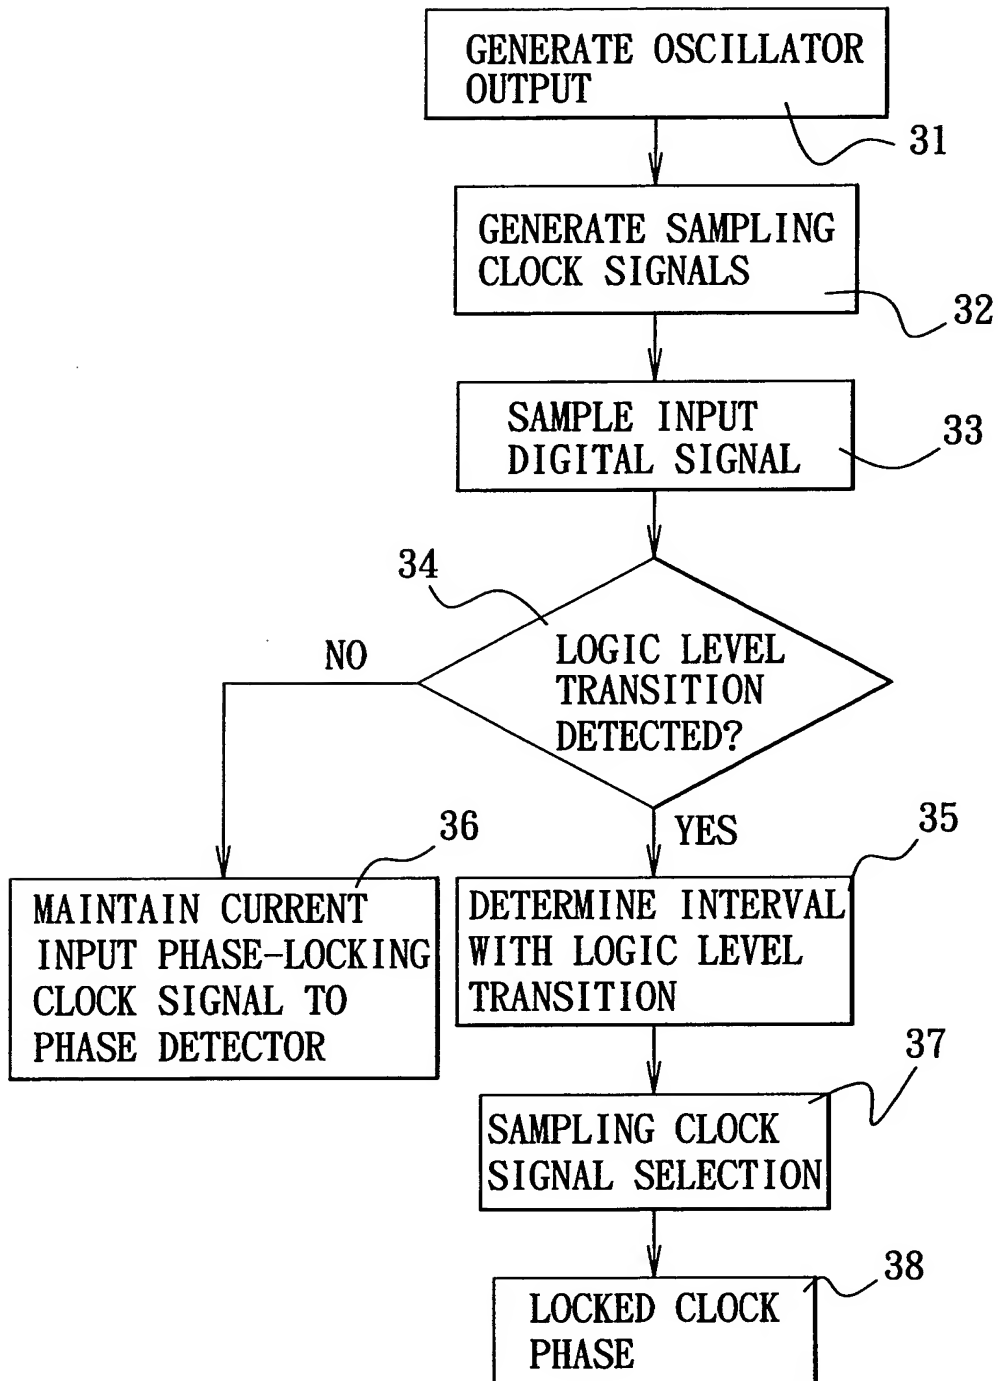 GENERATE OSCILLATOR
OUTPUT
31
GENERATE SAMPLING
CLOCK SIGNALS
32
SAMPLE INPUT
DIGITAL SIGNAL
33
34
LOGIC LEVEL
TRANSITION
DETECTED?
NO
YES
36
MAINTAIN CURRENT
INPUT PHASE-LOCKING
CLOCK SIGNAL TO
PHASE DETECTOR
35
DETERMINE INTERVAL
WITH LOGIC LEVEL
TRANSITION
37
SAMPLING CLOCK
SIGNAL SELECTION
38
LOCKED CLOCK
PHASE